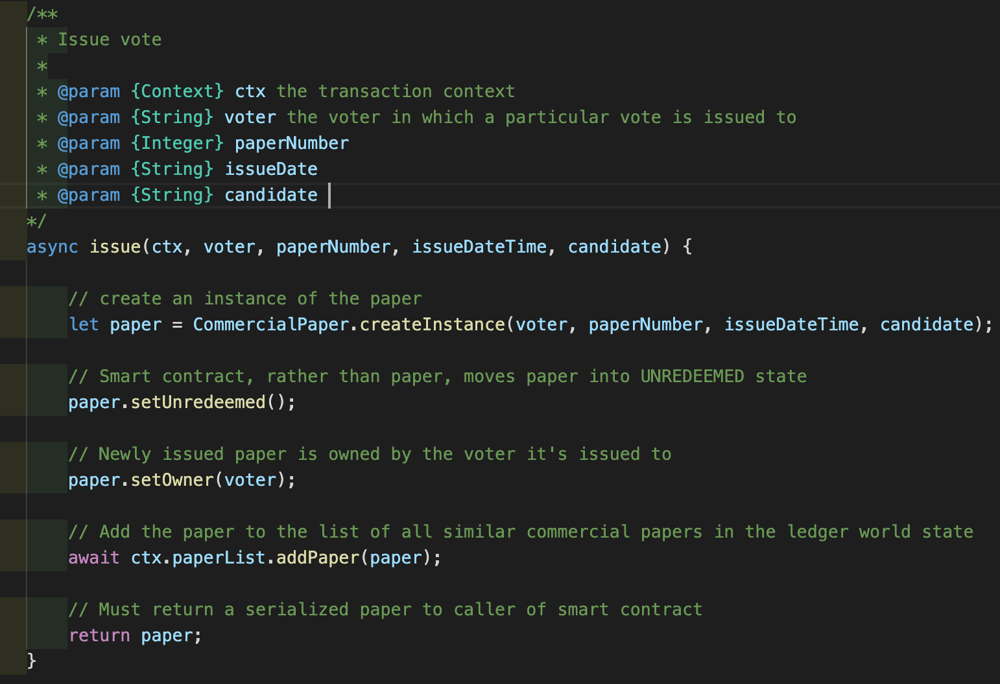 /**
 * Issue vote
 *
 * @param {Context} ctx the transaction context
 * @param {String} voter the voter in which a particular vote is issued to
 * @param {Integer} paperNumber
 * @param {String} issueDate
 * @param {String} candidate
*/
async issue(ctx, voter, paperNumber, issueDateTime, candidate) {
    // create an instance of the paper
    let paper = CommercialPaper.createInstance(voter, paperNumber, issueDateTime, candidate);
    // Smart contract, rather than paper, moves paper into UNREDEEMED state
    paper.setUnredeemed();
    // Newly issued paper is owned by the voter it's issued to
    paper.setOwner(voter);
    // Add the paper to the list of all similar commercial papers in the ledger world state
    await ctx.paperList.addPaper(paper);
    // Must return a serialized paper to caller of smart contract
    return paper;
}